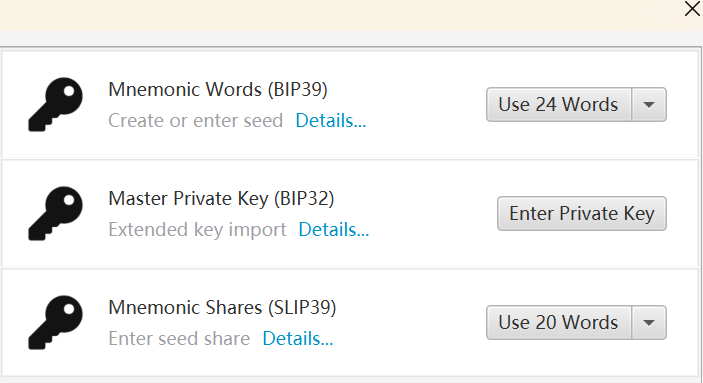 Mnemonic Words (BIP39)
Create or enter seed Details...
Use 24 Words
Master Private Key (BIP32)
Extended key import Details...
Enter Private Key
Mnemonic Shares (SLIP39)
Enter seed share Details...
Use 20 Words